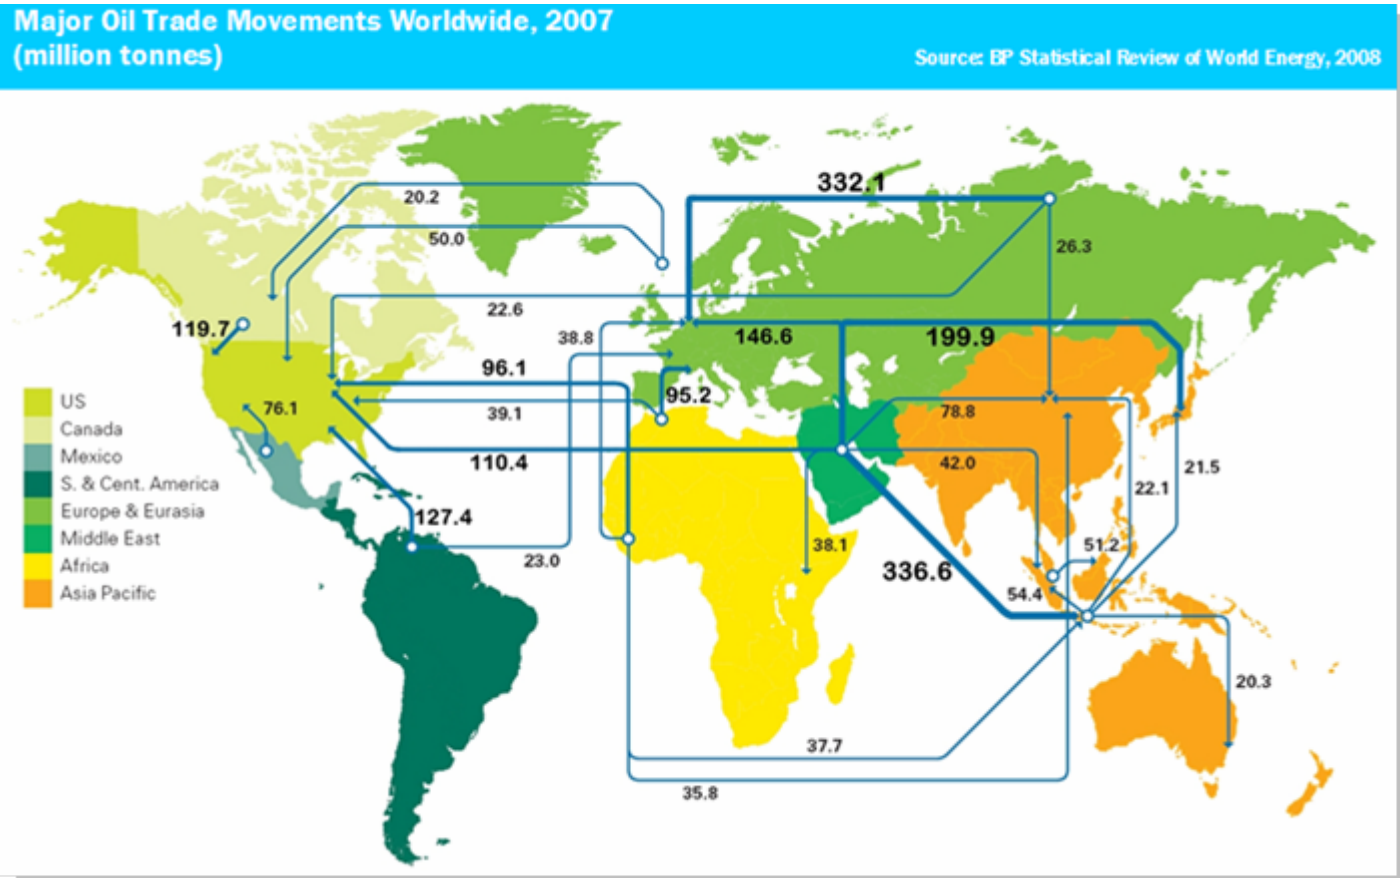 Major Oil Trade Movements Worldwide, 2007
(million tonnes)
Source: BP Statistical Review of World Energy, 2008
332.1
20.2
50.0
26.3
22.6
119.7
38.8
146.6
199.9
96.1
95.2
76.1
39.1
78.8
110.4
42.0
21.5
22.1
127.4
23.0
38.1
51.2
336.6
54.4
20.3
37.7
35.8
US
Canada
Mexico
S. & Cent. America
Europe & Eurasia
Middle East
Africa
Asia Pacific